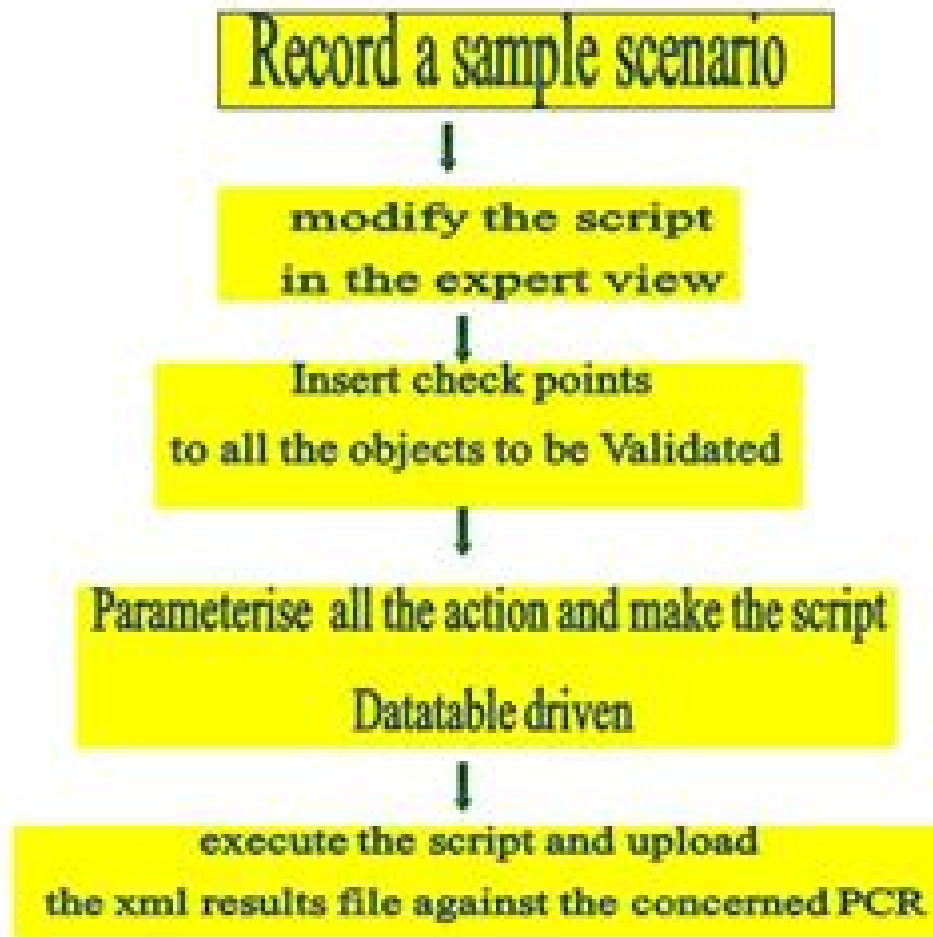 Record a sample scenario
modify the script
in the expert view
Insert check points
to all the objects to be Validated
Parameterise all the action and make the script
Datatable driven
execute the script and upload
the xml results file against the concerned PCR